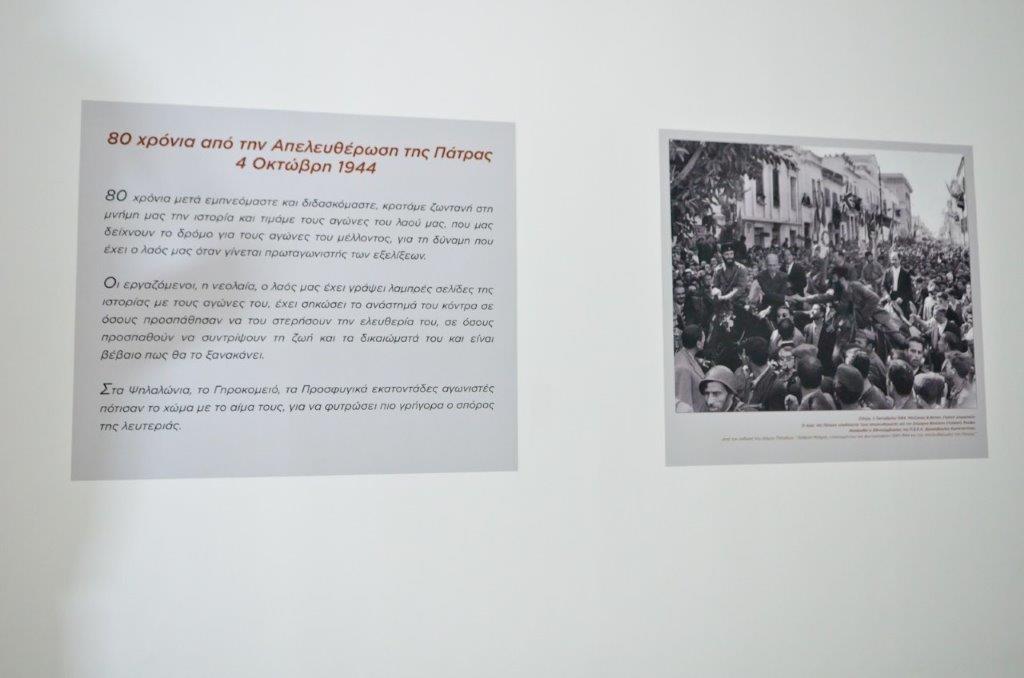 80 χρόνια από την Απελευθέρωση της Πάτρας
4 Οκτώβρη 1944
80 χρόνια μετά εμπνεόμαστε και διδασκόμαστε, κρατάμε ζωντανή στη
μνήμη μας την ιστορία και τιμάμε τους αγώνες του λαού μας, που μας
δείχνουν το δρόμο για τους αγώνες του μέλλοντος, για τη δύναμη που
έχει ο λαός μας όταν γίνεται πρωταγωνιστής των εξελίξεων.
Οι εργαζόμενοι, η νεολαία, ο λαός μας έχει γράψει λαμπρές σελίδες της
ιστορίας με τους αγώνες του, έχει σηκώσει το ανάστημά του κόντρα σε
όσους προσπάθησαν να του στερήσουν την ελευθερία του, σε όσους
προσπαθούν να συντρίψουν τη ζωή και τα δικαιώματά του και είναι
βέβαιο πως θα το ξανακάνει.
Στα Ψηλαλώνια, το Γηροκομειό, τα Προσφυγικά εκατοντάδες αγωνιστές
πότισαν το χώμα με το αίμα τους, για να φυτρώσει πιο γρήγορα ο σπόρος
της λευτεριάς.